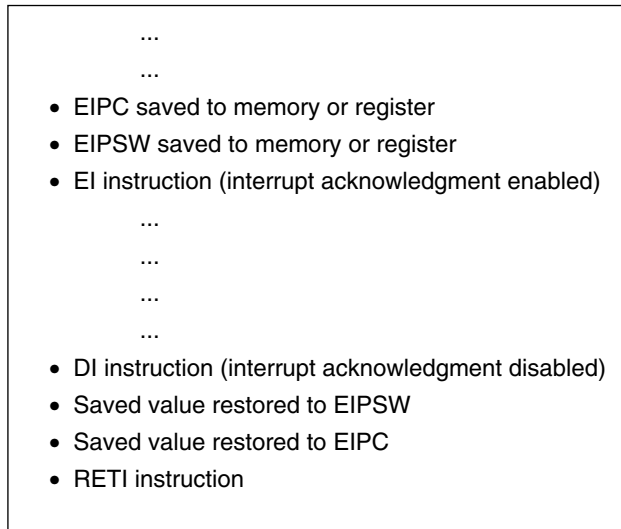 ...
...
• EIPC saved to memory or register
• EIPSW saved to memory or register
• EI instruction (interrupt acknowledgment enabled)
...
...
...
...
• DI instruction (interrupt acknowledgment disabled)
• Saved value restored to EIPSW
• Saved value restored to EIPC
• RETI instruction